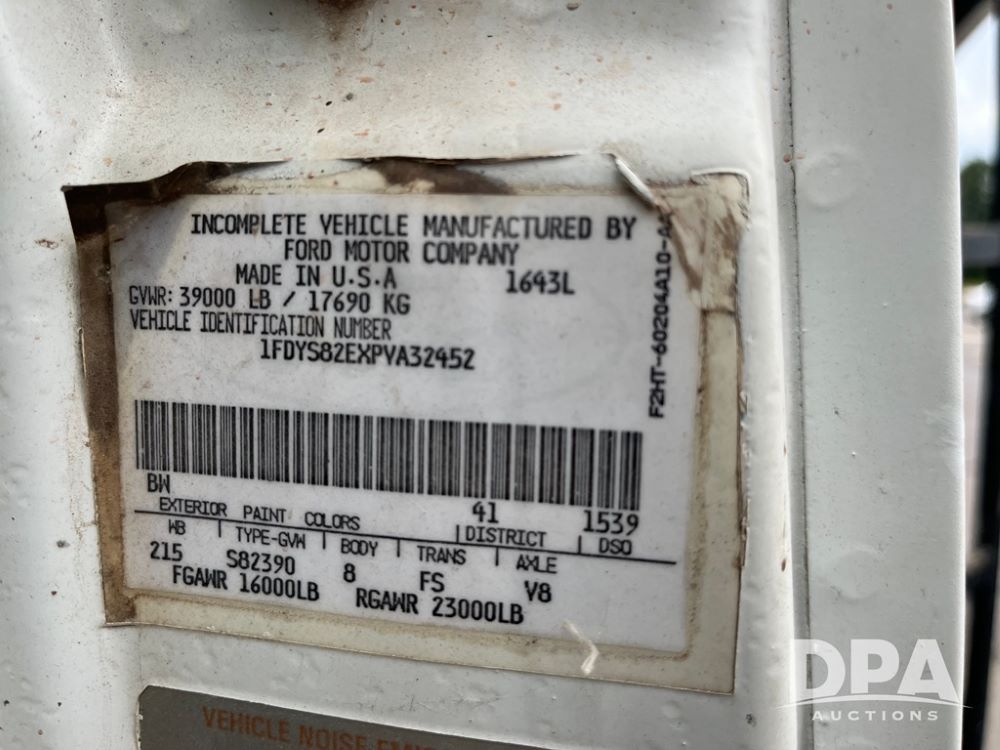 INCOMPLETE VEHICLE MANUFACTURED BY
FORD MOTOR COMPANY
MADE IN U.S.A 1643L
GVWR: 39000 LB / 17690 KG
VEHICLE IDENTIFICATION NUMBER
1FDYS82EXPVA32452
F2HT-60204A10-A
BW 41 1539
EXTERIOR PAINT COLORS DISTRICT DSO
WB TYPE-GVW BODY TRANS AXLE
215 S82390 8 FS V8
FGAWR 16000LB RGAWR 23000LB
VEHICLE NOISE
DPA
AUCTIONS